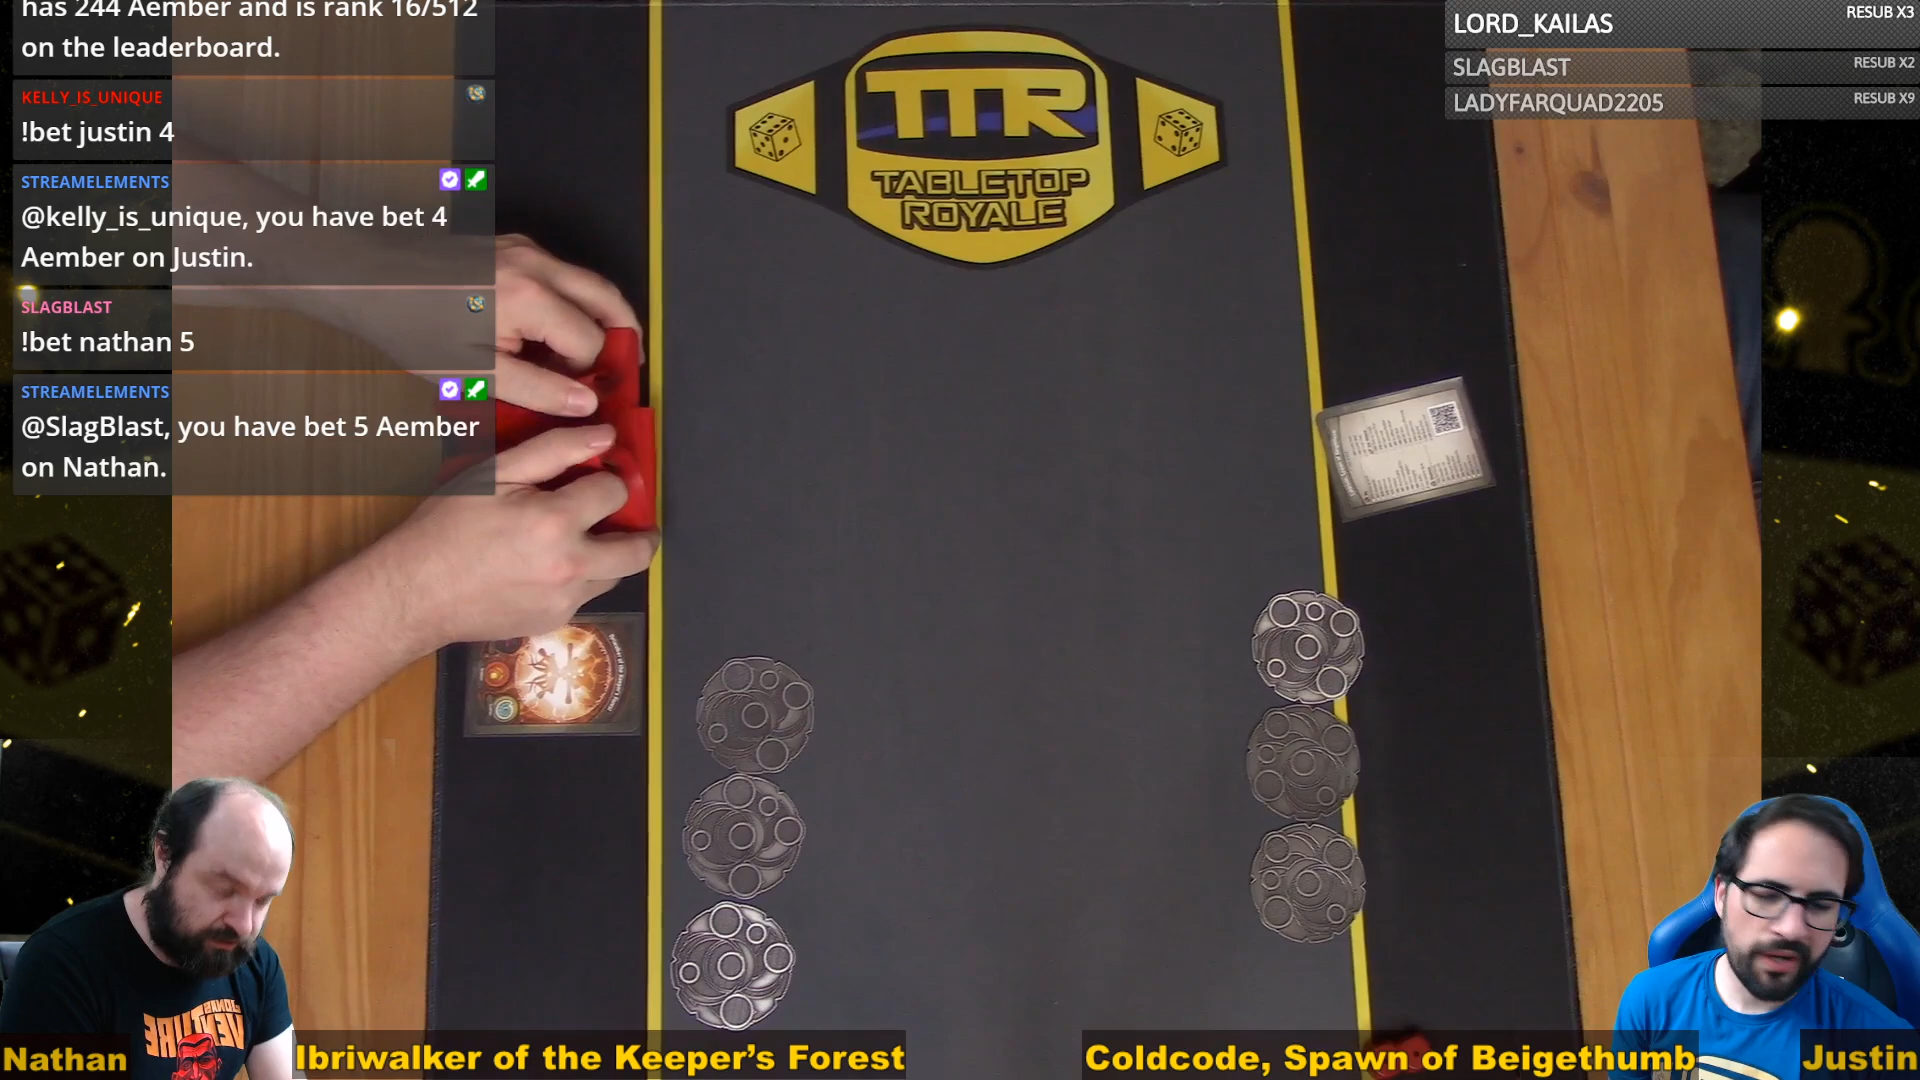 has 244 Aember and is rank 16/512
on the leaderboard.
KELLY_IS_UNIQUE
!bet justin 4
STREAMELEMENTS
@kelly_is_unique, you have bet 4
Aember on Justin.
SLAGBLAST
!bet nathan 5
STREAMELEMENTS
@SlagBlast, you have bet 5 Aember
on Nathan.
TTR
TABLETOP
ROYALE
LORD_KAILAS RESUB X3
SLAGBLAST RESUB X2
LADYFARQUAD2205 RESUB X9
VENTURE
Nathan
Ibriwalker of the Keeper's Forest
Coldcode, Spawn of Beigethumb
Justin